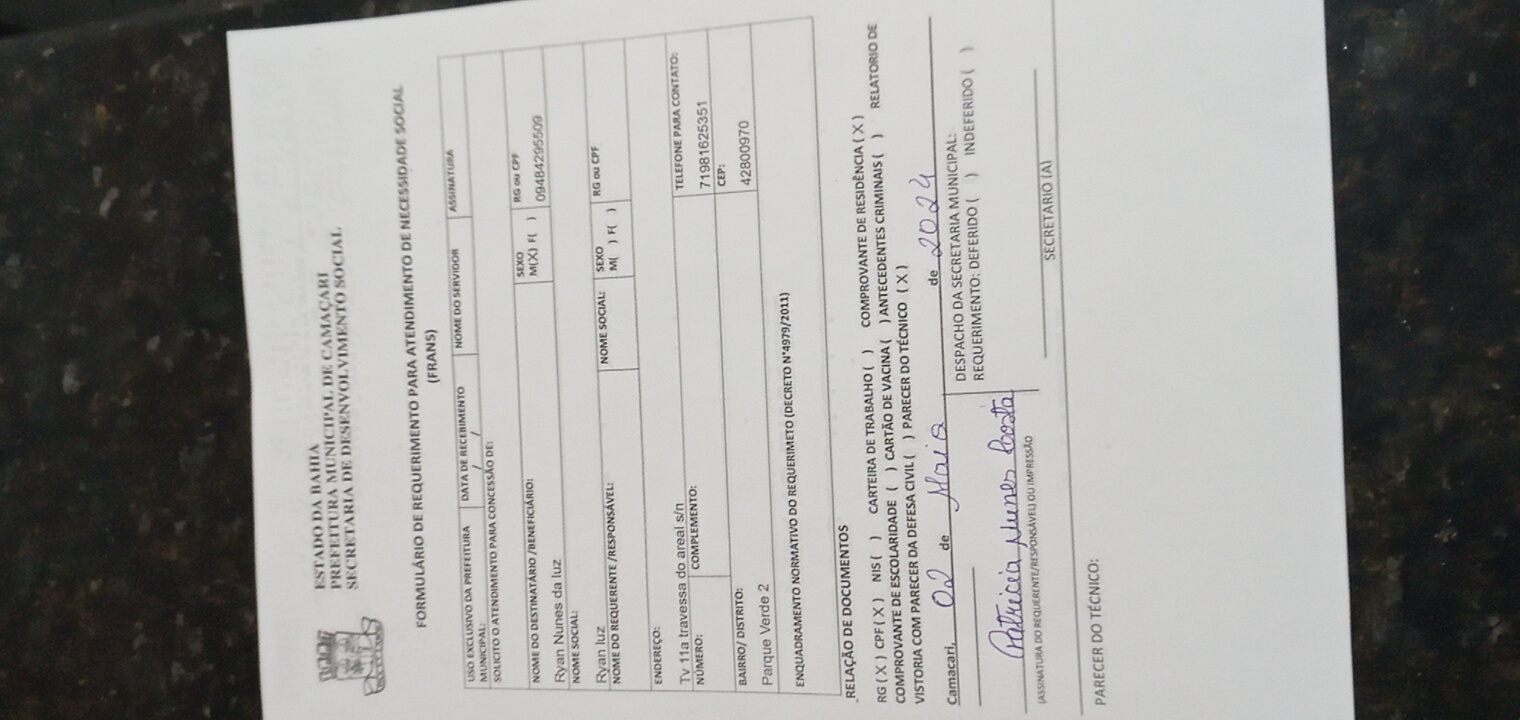 ESTADO DA BAHIA
PREFEITURA MUNICIPAL DE CAMAÇARI
SECRETARIA DE DESENVOLVIMENTO SOCIAL
FORMULÁRIO DE REQUERIMENTO PARA ATENDIMENTO DE NECESSIDADE SOCIAL
(FRANS)
USO EXCLUSIVO DA PREFEITURA MUNICIPAL:
DATA DE RECEBIMENTO
/ /
NOME DO SERVIDOR
ASSINATURA
SOLICITO O ATENDIMENTO PARA CONCESSÃO DE:
NOME DO DESTINATÁRIO /BENEFICIÁRIO:
Ryan Nunes da luz
SEXO
M(X) F( )
RG ou CPF
09484295509
NOME SOCIAL:
Ryan luz
NOME DO REQUERENTE /RESPONSÁVEL:
NOME SOCIAL:
SEXO
M( ) F( )
RG ou CPF
ENDEREÇO:
Tv 11a travessa do areal s/n
NÚMERO:
COMPLEMENTO:
TELEFONE PARA CONTATO:
71981625351
BAIRRO/ DISTRITO:
Parque Verde 2
CEP:
42800970
ENQUADRAMENTO NORMATIVO DO REQUERIMETO (DECRETO N°4979/2011)
RELAÇÃO DE DOCUMENTOS
RG ( X ) CPF ( X ) NIS ( ) CARTEIRA DE TRABALHO ( ) COMPROVANTE DE RESIDÊNCIA ( X )
COMPROVANTE DE ESCOLARIDADE ( ) CARTÃO DE VACINA ( ) ANTECEDENTES CRIMINAIS ( ) RELATORIO DE
VISTORIA COM PARECER DA DEFESA CIVIL ( ) PARECER DO TÉCNICO ( X )
Camacari, 02 de Maio de 2024
Patricia Nunes Costa
(ASSINATURA DO REQUERENTE/RESPONSÁVEL) OU IMPRESSÃO
DESPACHO DA SECRETARIA MUNICIPAL:
REQUERIMENTO: DEFERIDO ( ) INDEFERIDO ( )
SECRETARIO (A)
PARECER DO TÉCNICO: